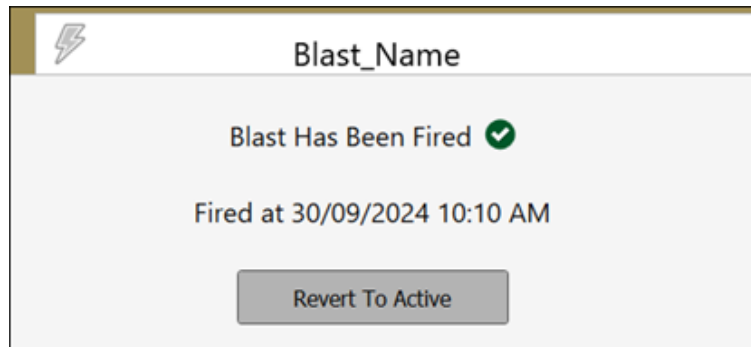 Blast_Name
Blast Has Been Fired
Fired at 30/09/2024 10:10 AM
Revert To Active